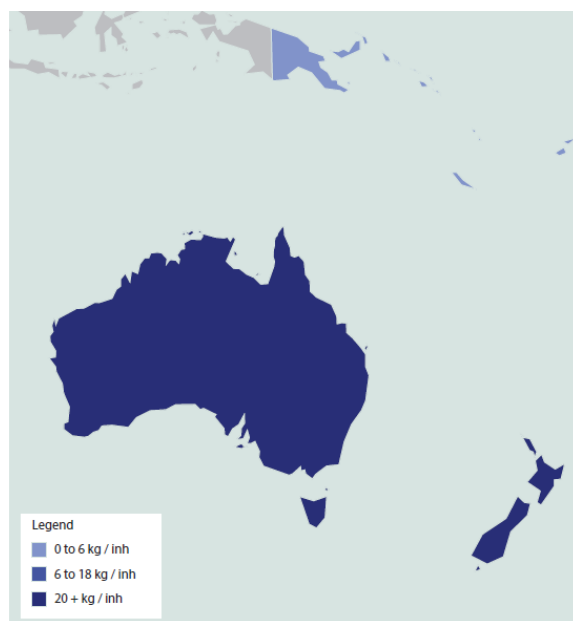 Legend
0 to 6 kg / inh
6 to 18 kg / inh
20 + kg / inh